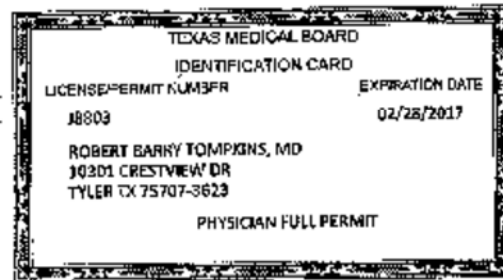 TEXAS MEDICAL BOARD
IDENTIFICATION CARD
LICENSE/PERMIT NUMBER EXPIRATION DATE
J8803 02/28/2017
ROBERT BARRY TOMPKINS, MD
10301 CRESTVIEW DR
TYLER TX 75707-3623
PHYSICIAN FULL PERMIT